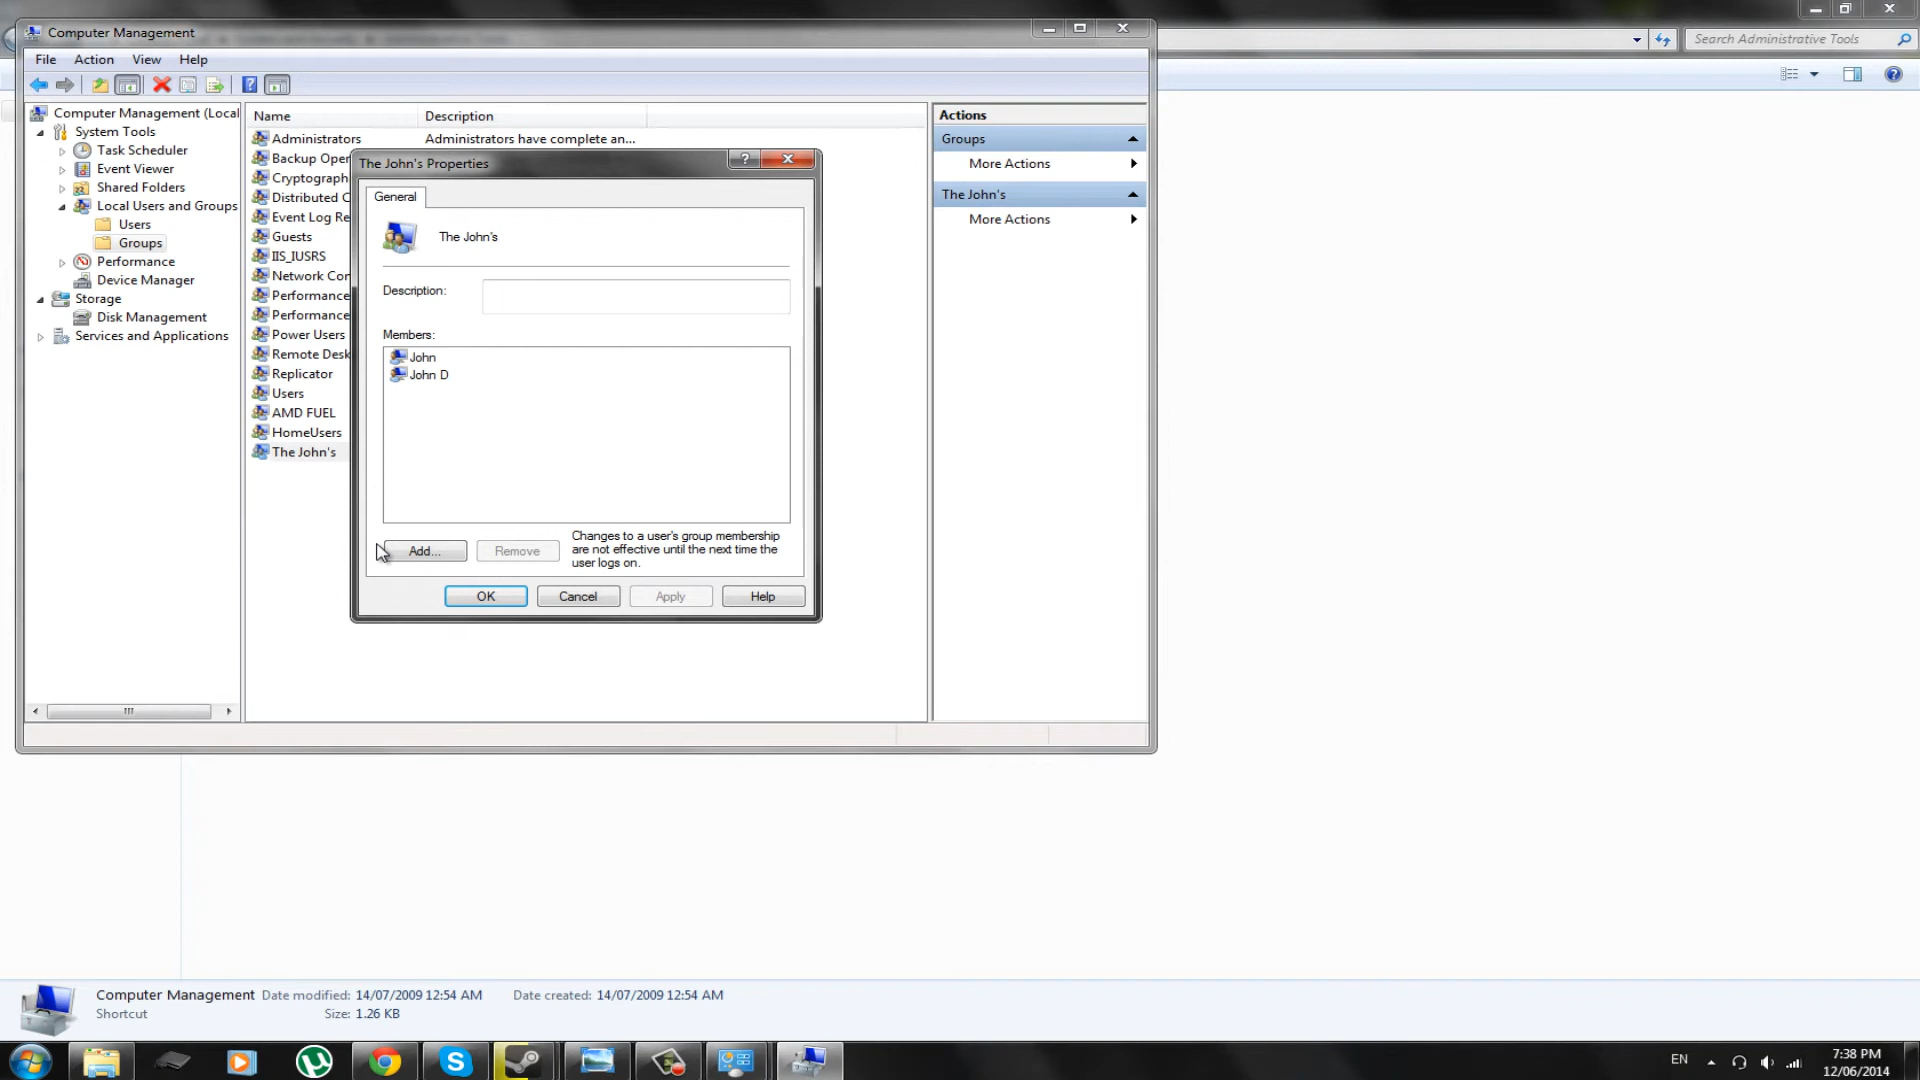 Computer Management
Search Administrative Tools
File Action View Help
Computer Management (Local
System Tools
Task Scheduler
Event Viewer
Shared Folders
Local Users and Groups
Users
Groups
Performance
Device Manager
Storage
Disk Management
Services and Applications
Name Description
Administrators Administrators have complete an...
Backup Oper
Cryptograph
Distributed C
Event Log Re
Guests
IIS_IUSRS
Network Con
Performance
Performance
Power Users
Remote Desk
Replicator
Users
AMD FUEL
HomeUsers
The John's
The John's Properties
General
The John's
Description:
Members:
John
John D
Add... Remove
Changes to a user's group membership
are not effective until the next time the
user logs on.
OK Cancel Apply Help
Actions
Groups
More Actions
The John's
More Actions
Computer Management Date modified: 14/07/2009 12:54 AM Date created: 14/07/2009 12:54 AM
Shortcut Size: 1.26 KB
EN
7:38 PM
12/06/2014